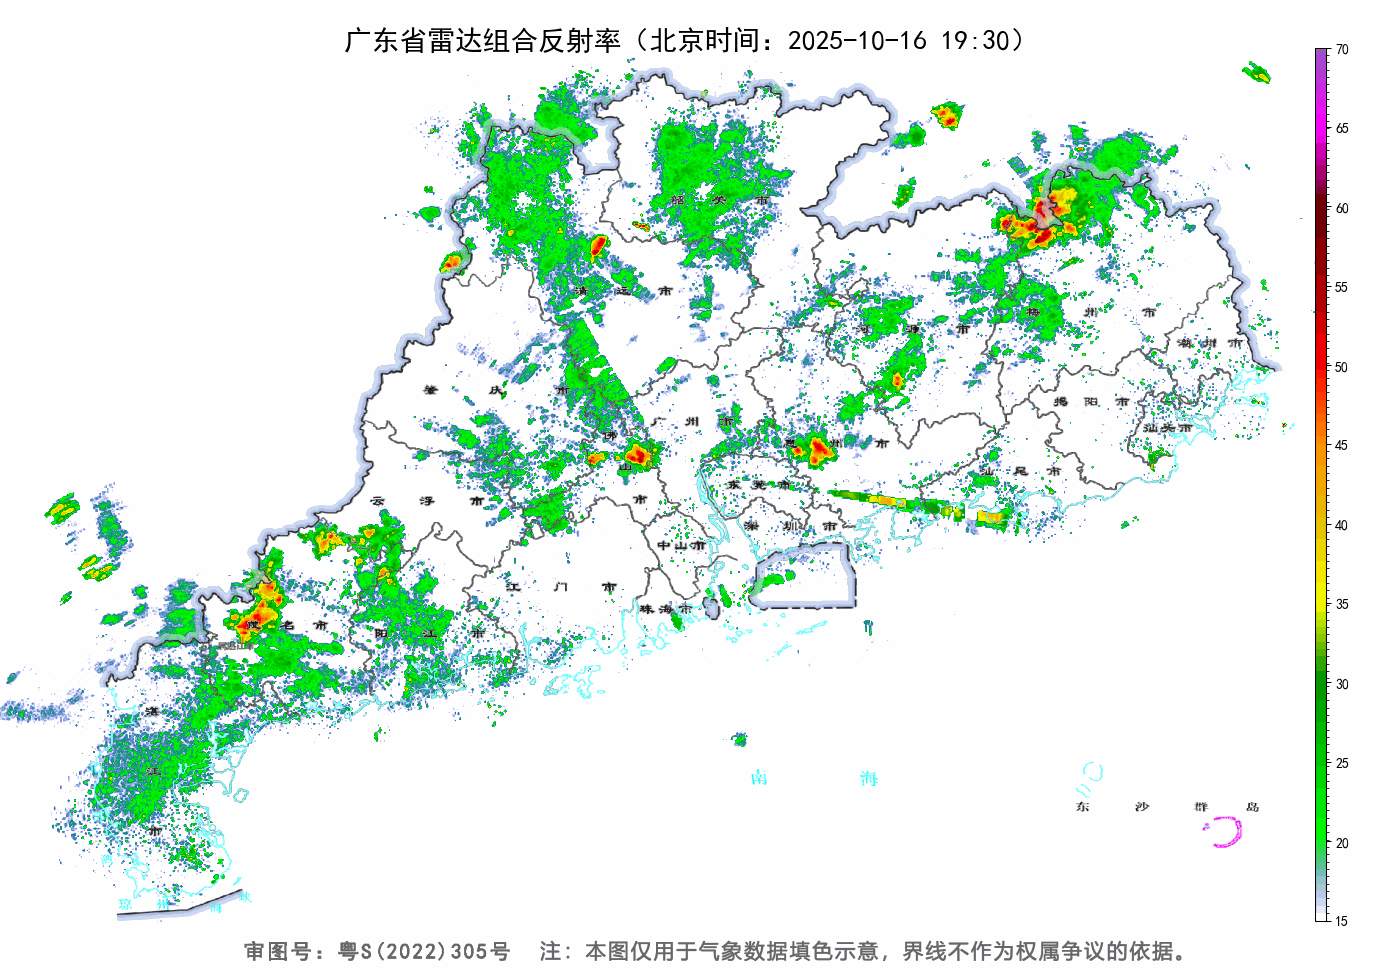 广东省雷达组合反射率（北京时间：2025-10-16 19:30）
70
65
60
55
50
45
40
35
30
25
20
15
韶关市
清远市
梅州市
河源市
潮州市
肇庆市
揭阳市
广州市
汕头市
佛山市
惠州市
汕尾市
东莞市
云浮市
深圳市
中山市
江门市
珠海市
茂名市
阳江市
湛江市
南海
东沙群岛
琼州海峡
审图号：粤S(2022)305号 注：本图仅用于气象数据填色示意，界线不作为权属争议的依据。